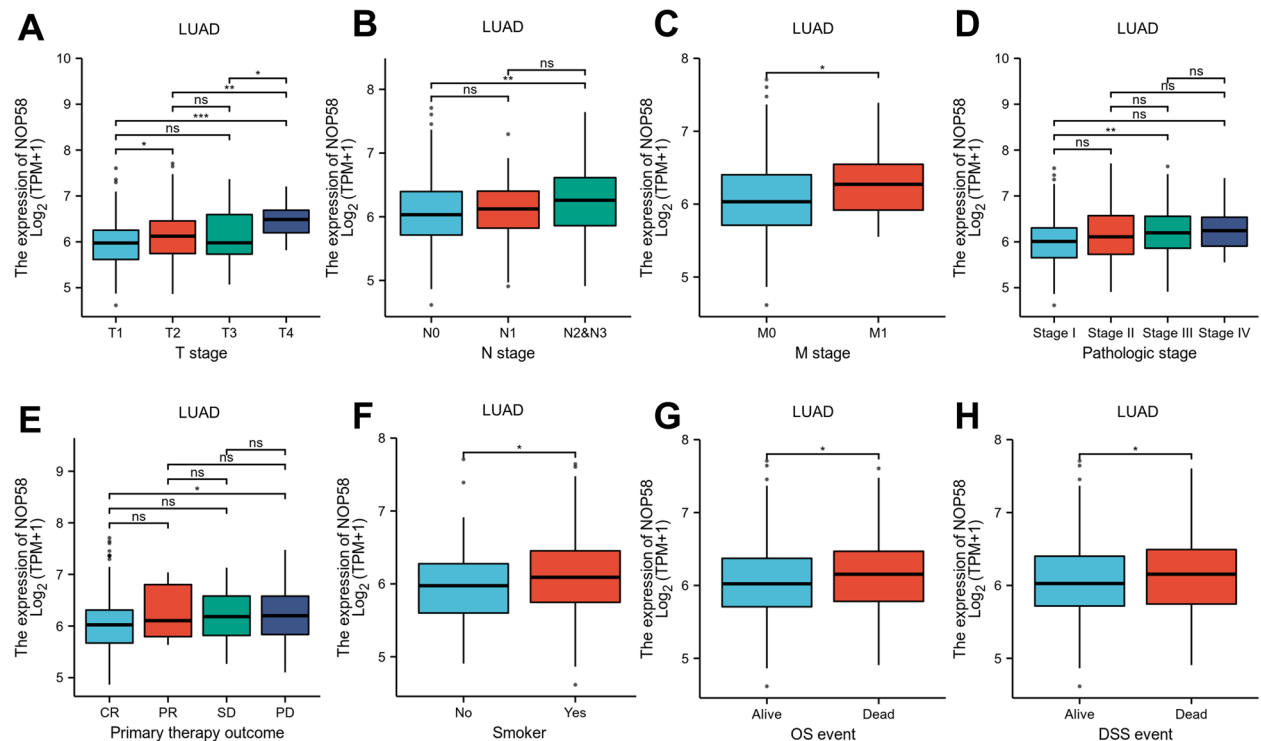 A
LUAD
The expression of NOP58
Log2 (TPM+1)
10
9
8
7
6
5
*
**
ns
***
ns
*
T1 T2 T3 T4
T stage
B
LUAD
The expression of NOP58
Log2 (TPM+1)
8
7
6
5
ns
**
ns
N0 N1 N2&N3
N stage
C
LUAD
The expression of NOP58
Log2 (TPM+1)
8
7
6
5
*
M0 M1
M stage
D
LUAD
The expression of NOP58
Log2 (TPM+1)
10
9
8
7
6
5
ns
ns
ns
ns
**
ns
Stage I Stage II Stage III Stage IV
Pathologic stage
E
LUAD
The expression of NOP58
Log2 (TPM+1)
9
8
7
6
5
ns
ns
ns
*
ns
ns
CR PR SD PD
Primary therapy outcome
F
LUAD
The expression of NOP58
Log2 (TPM+1)
8
7
6
5
*
No Yes
Smoker
G
LUAD
The expression of NOP58
Log2 (TPM+1)
8
7
6
5
*
Alive Dead
OS event
H
LUAD
The expression of NOP58
Log2 (TPM+1)
8
7
6
5
*
Alive Dead
DSS event